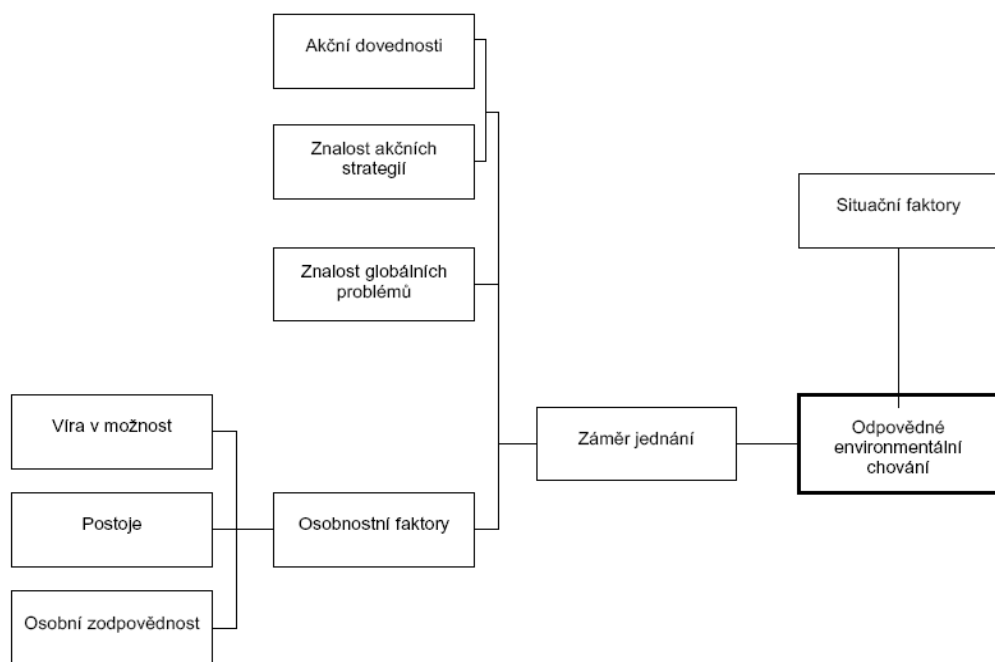 Akční dovednosti
Znalost akčních
strategií
Situační faktory
Znalost globálních
problémů
Víra v možnost
Záměr jednání
Odpovědné
environmentální
chování
Postoje
Osobnostní faktory
Osobní zodpovědnost